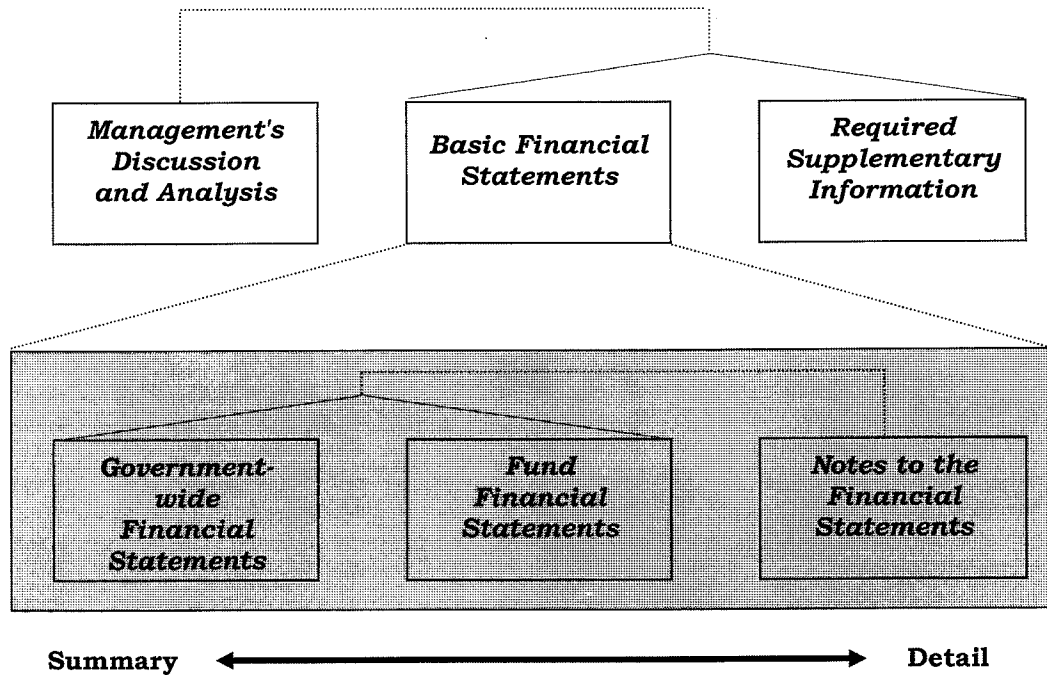 Management's
Discussion
and Analysis
Basic Financial
Statements
Required
Supplementary
Information
Government-
wide
Financial
Statements
Fund
Financial
Statements
Notes to the
Financial
Statements
Summary
Detail